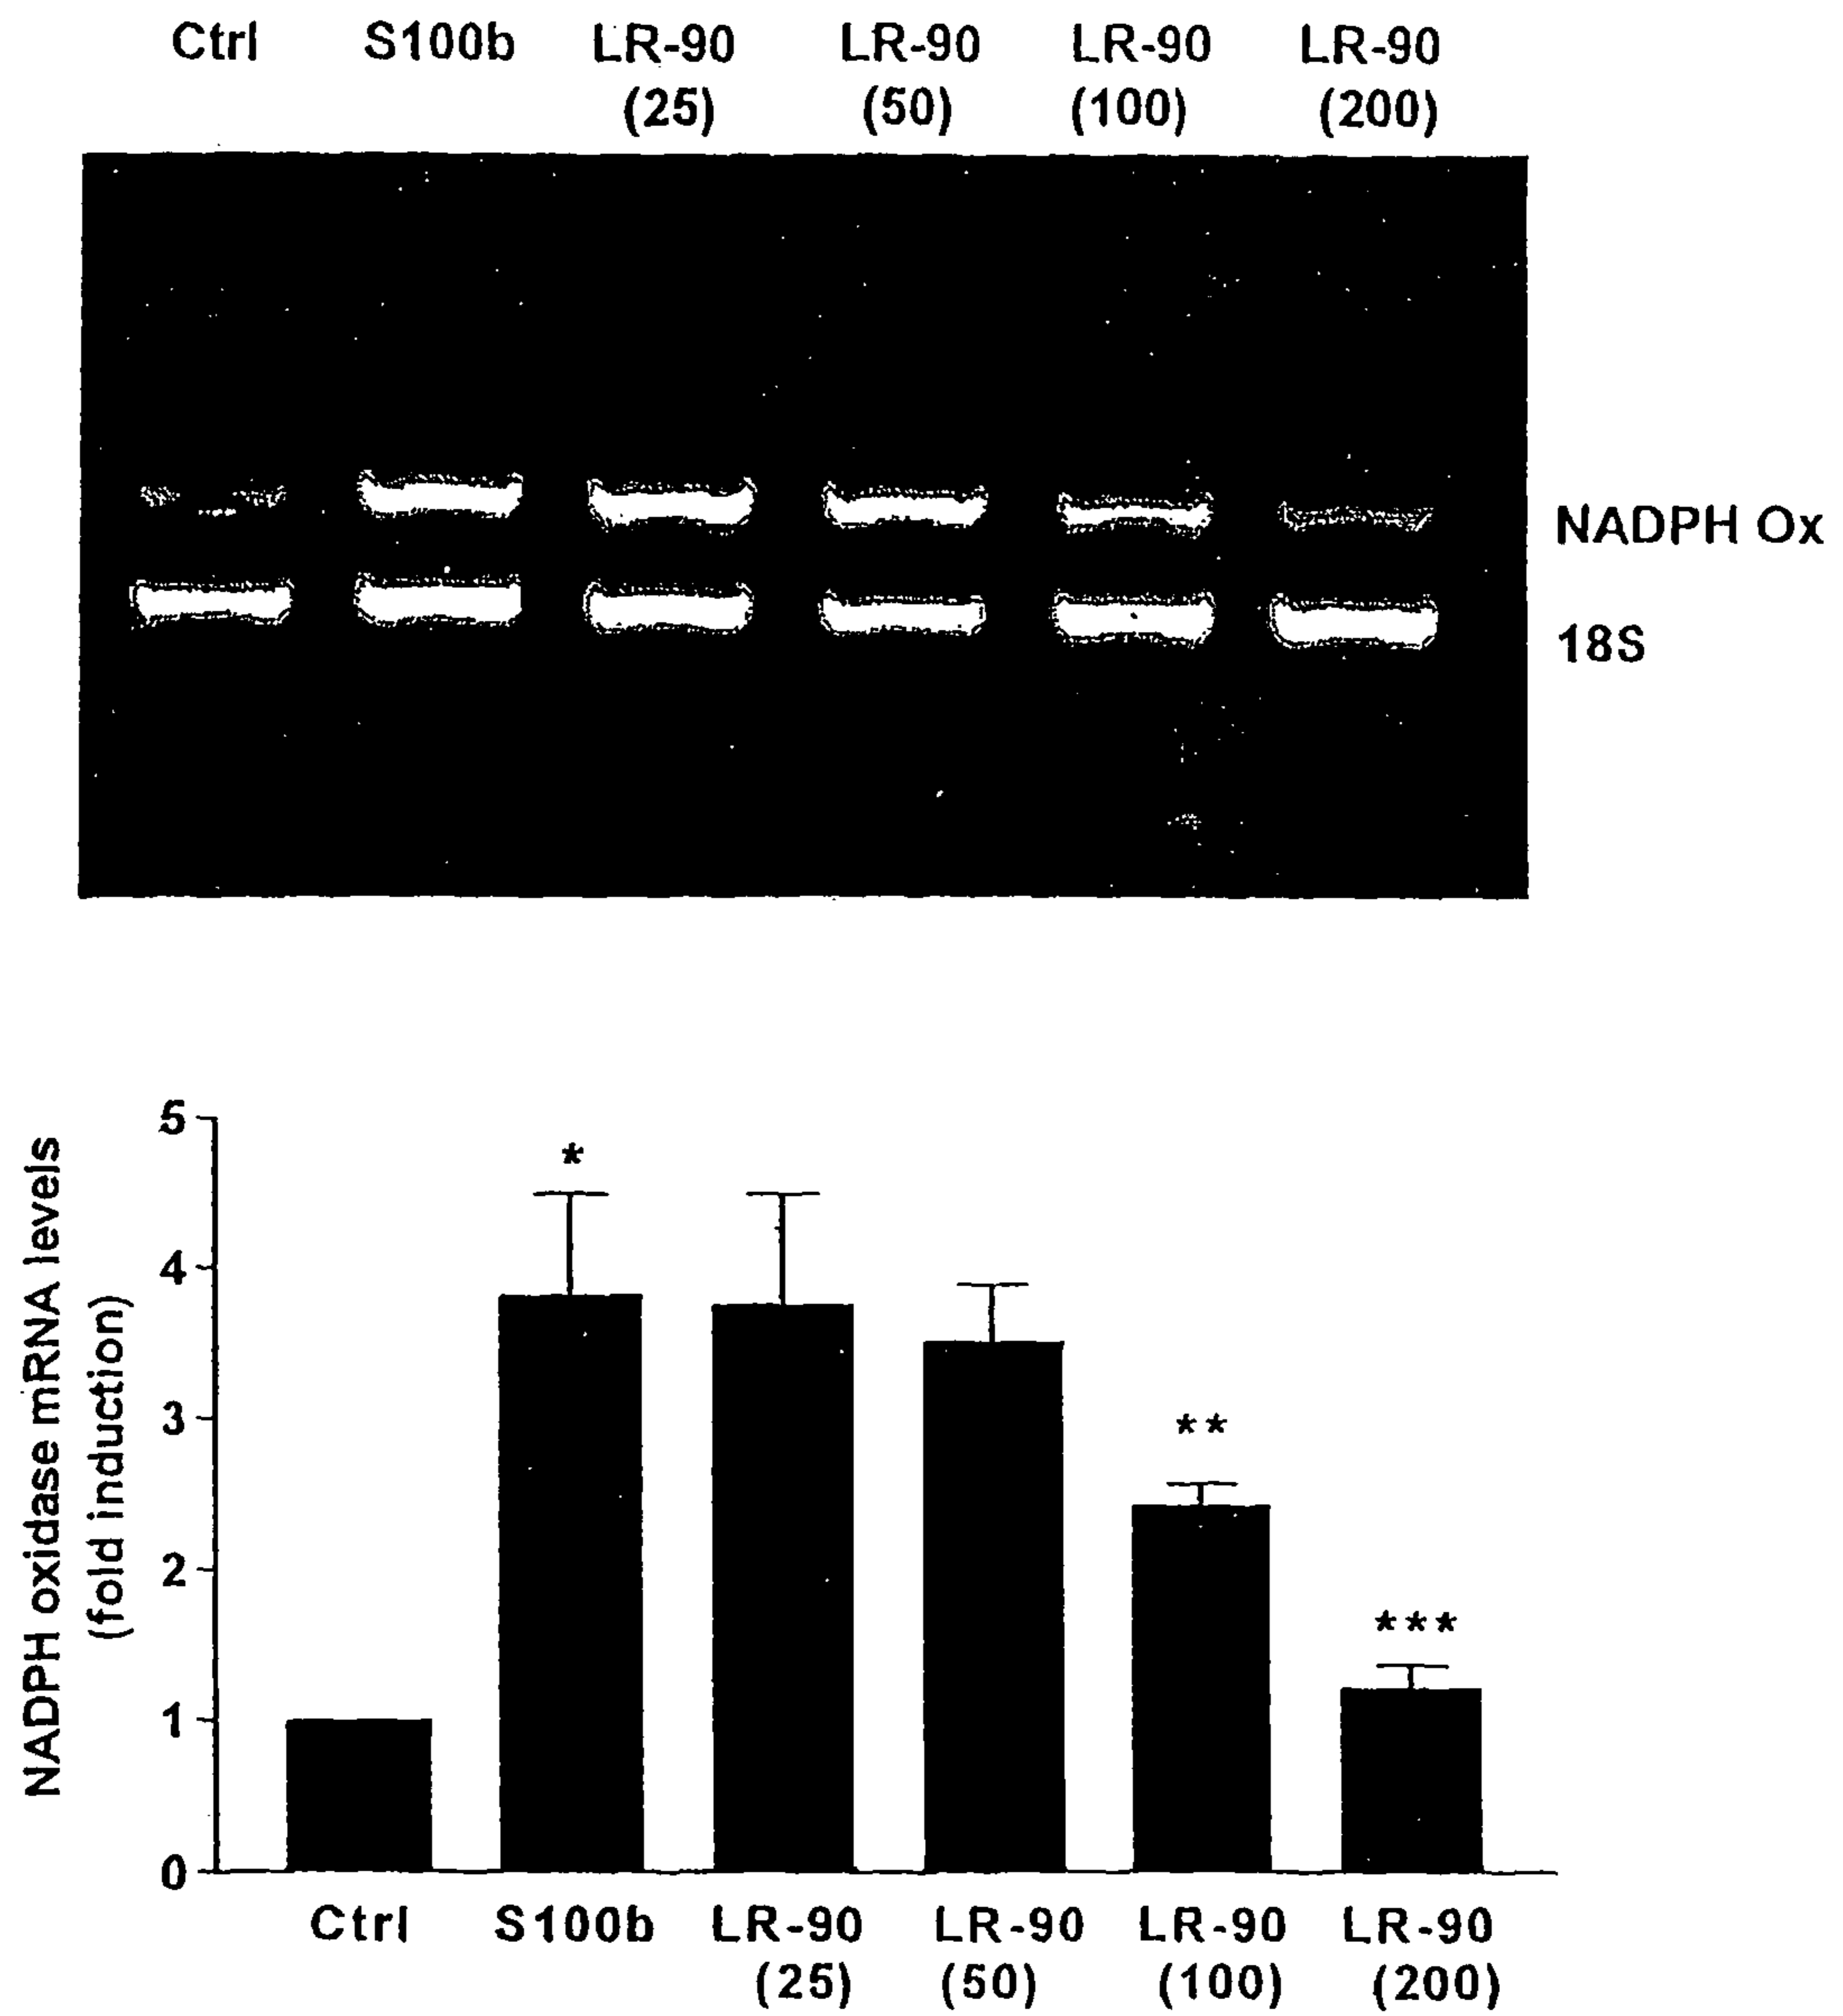 Ctrl S100b LR-90 LR-90 LR-90 LR-90
(25) (50) (100) (200)
NADPH Ox
18S
NADPH oxidase mRNA levels
(fold induction)
5
*
4
3
**
2
***
1
0
Ctrl S100b LR-90 LR-90 LR-90 LR-90
(25) (50) (100) (200)